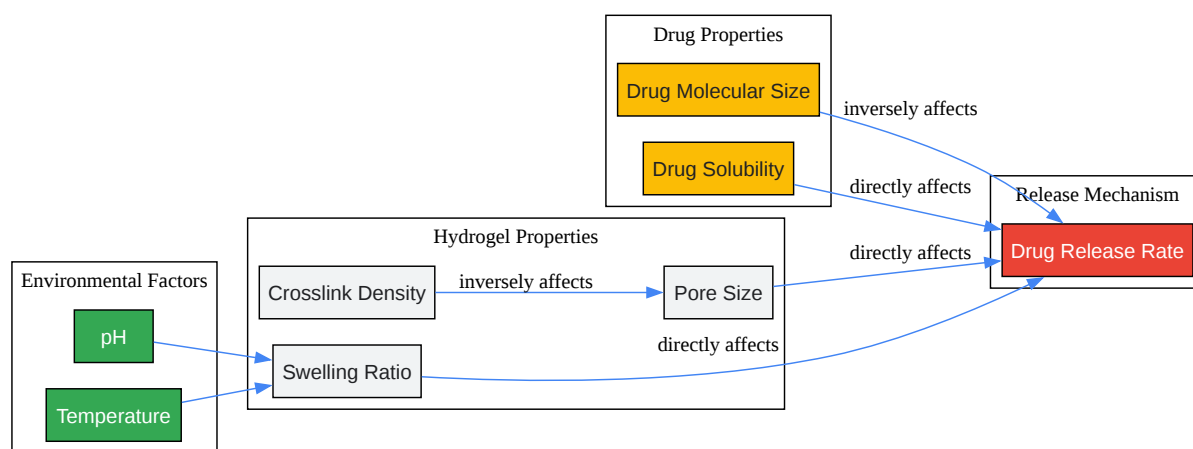 Drug Properties
Drug Molecular Size
inversely affects
Drug Solubility
directly affects
Release Mechanism
Drug Release Rate
Hydrogel Properties
directly affects
Environmental Factors
Crosslink Density
inversely affects
Pore Size
pH
directly affects
Swelling Ratio
Temperature